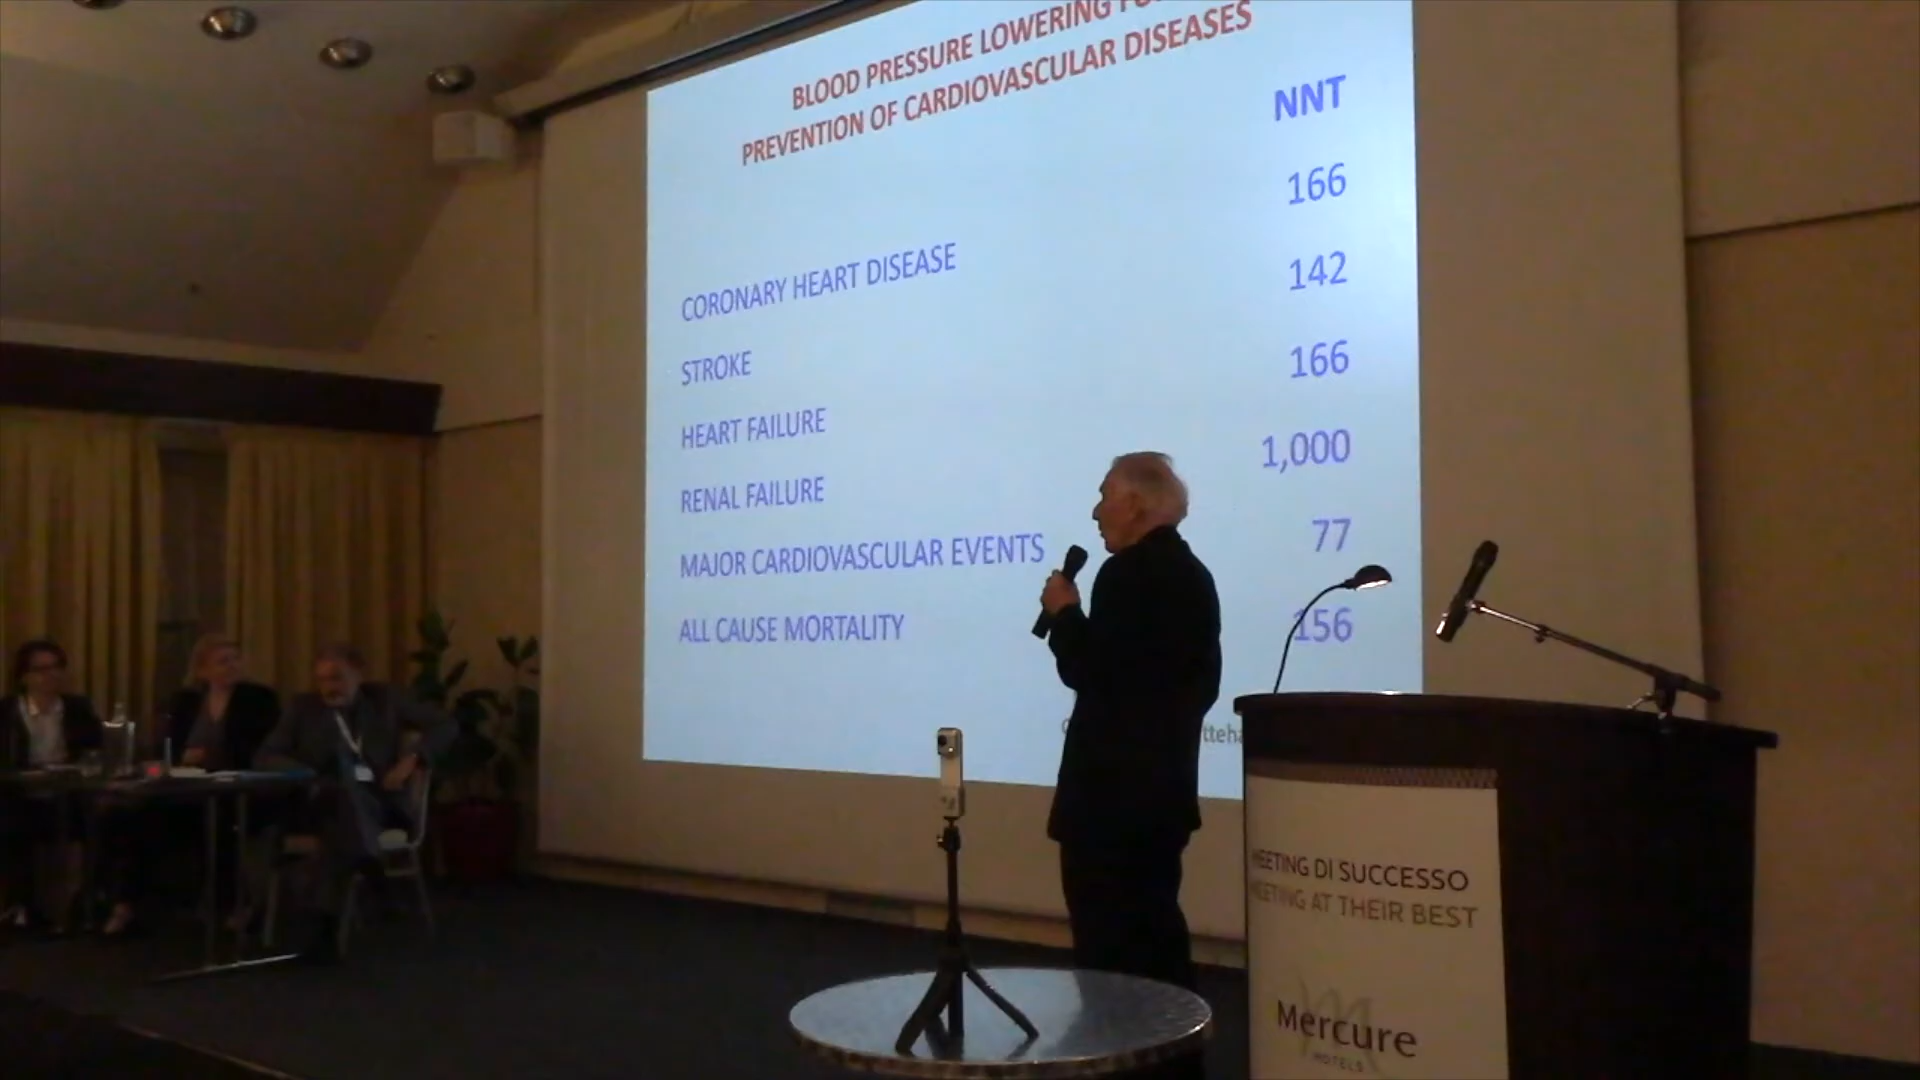 BLOOD PRESSURE LOWERING
PREVENTION OF CARDIOVASCULAR DISEASES
NNT
166
CORONARY HEART DISEASE
142
STROKE
166
HEART FAILURE
1,000
RENAL FAILURE
77
MAJOR CARDIOVASCULAR EVENTS
156
ALL CAUSE MORTALITY
MEETING DI SUCCESSO
MEETING AT THEIR BEST
Mercure
HOTELS